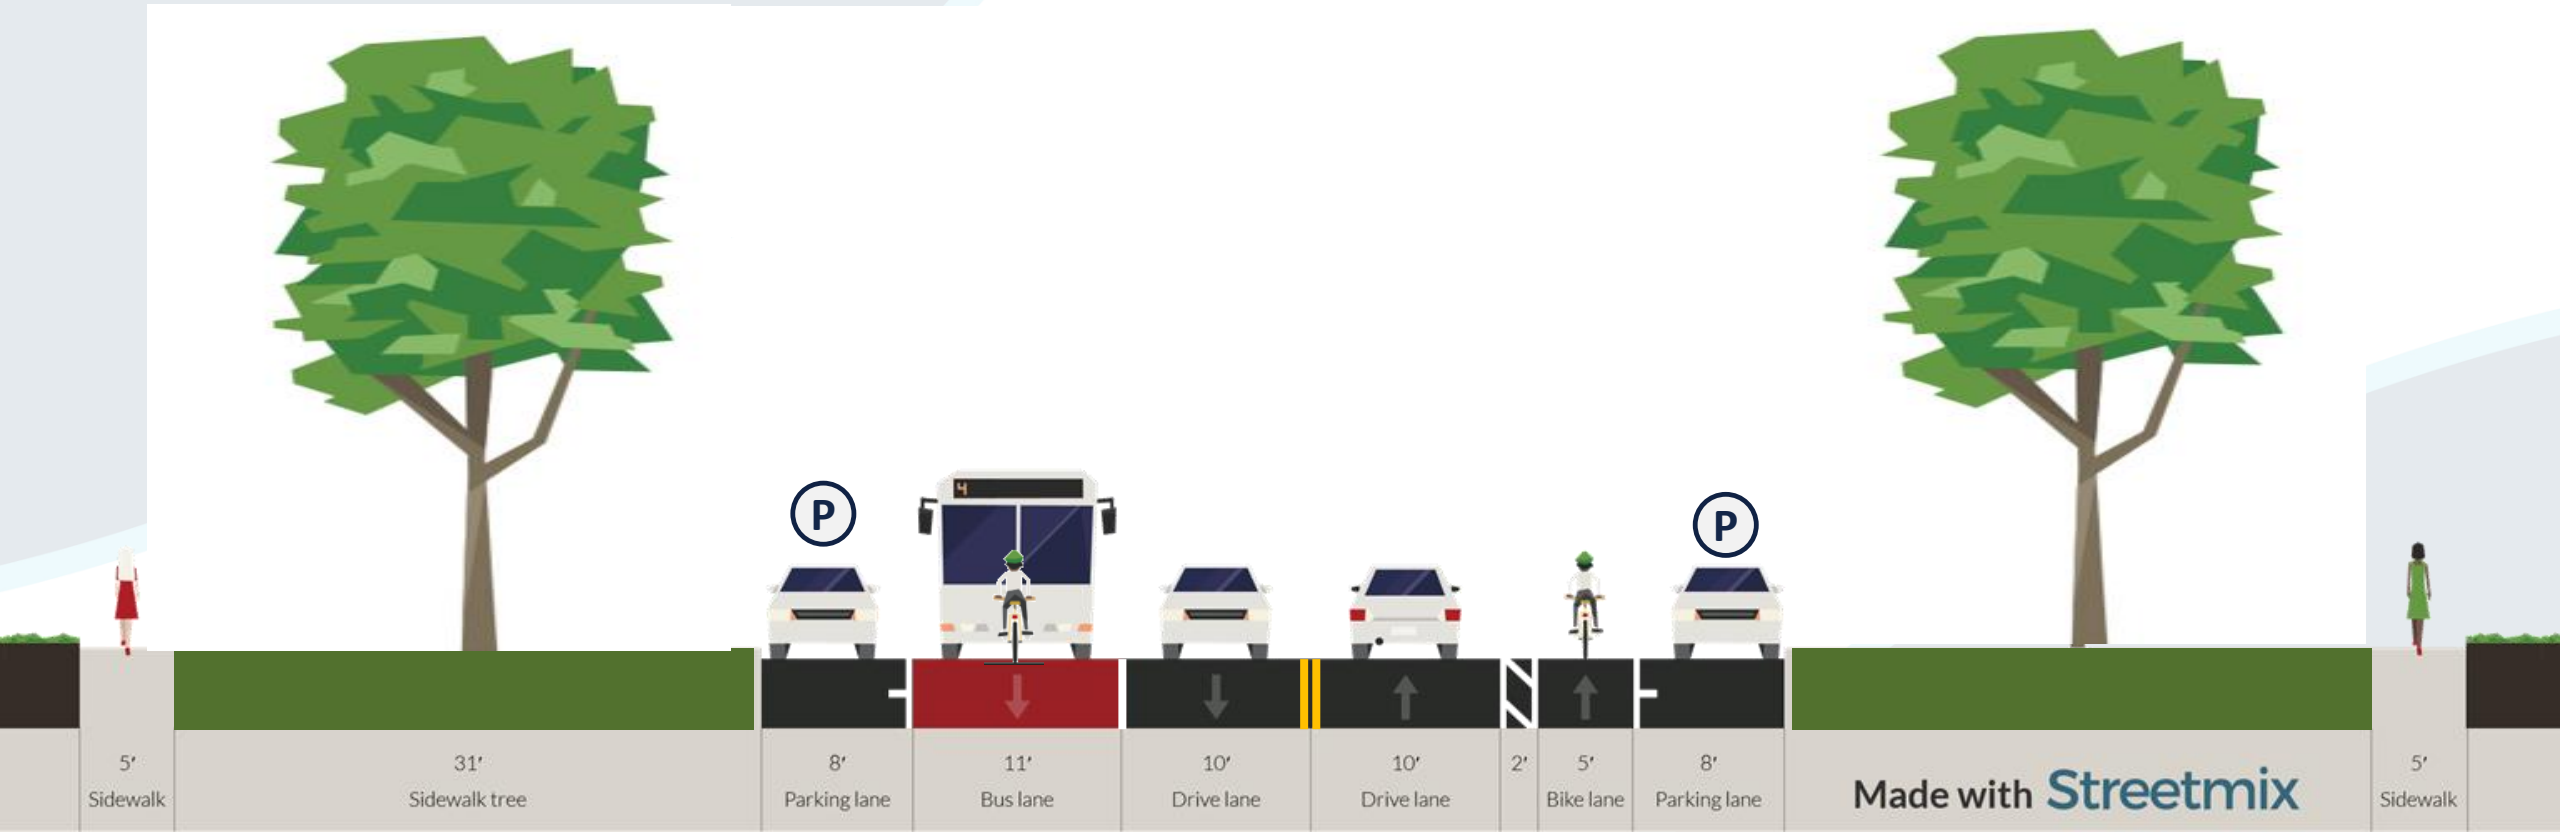 P
P
4
5′
31′
8′
11′
10′
10′
2′
5′
8′
5′
Sidewalk
Sidewalk tree
Parking lane
Bus lane
Drive lane
Drive lane
Bike lane
Parking lane
Made with Streetmix
Sidewalk